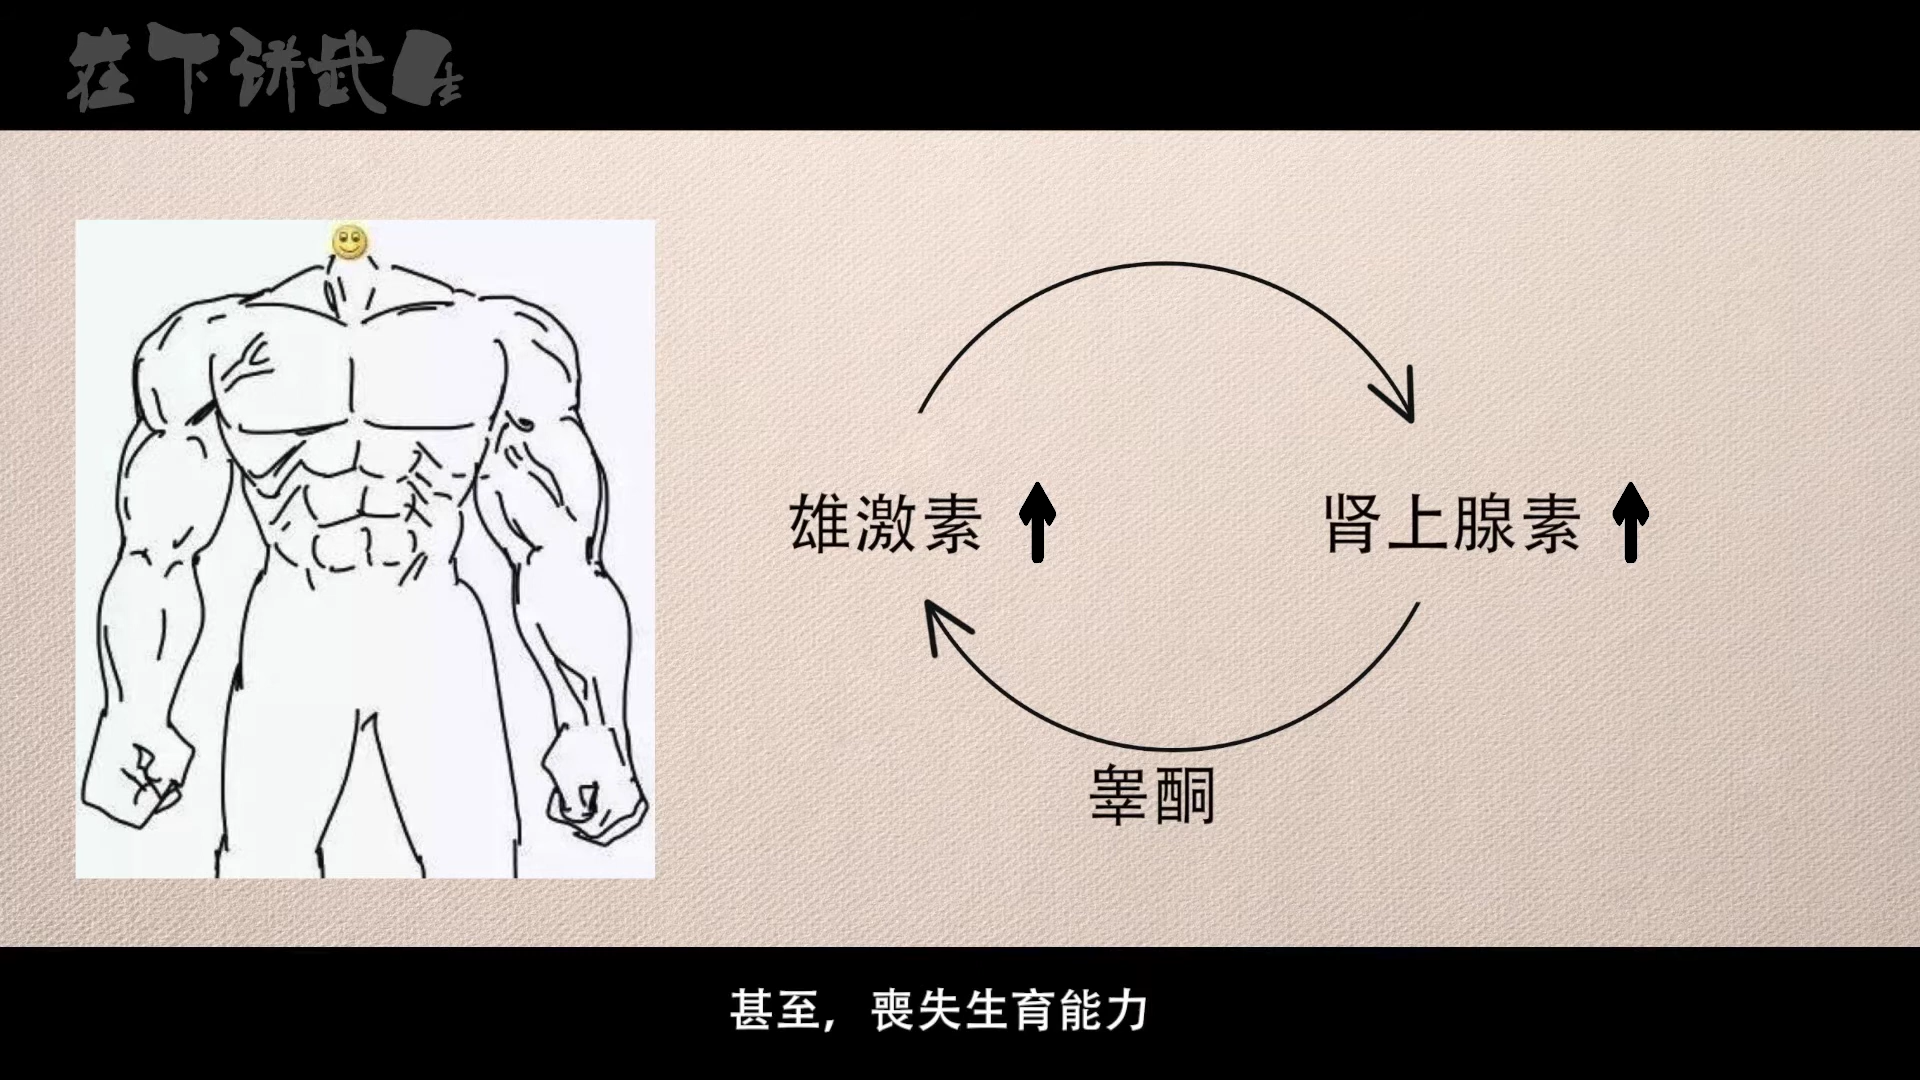 在下讲武生
雄激素
肾上腺素
睾酮
甚至，喪失生育能力